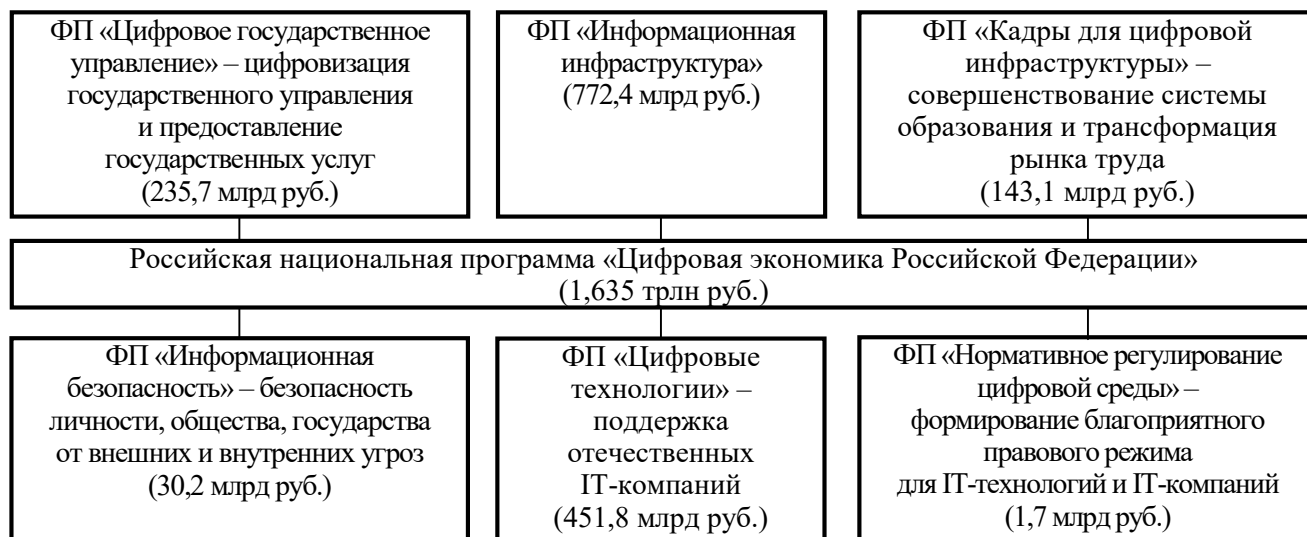 ФП «Цифровое государственное
управление» – цифровизация
государственного управления
и предоставление
государственных услуг
(235,7 млрд руб.)
ФП «Информационная
инфраструктура»
(772,4 млрд руб.)
ФП «Кадры для цифровой
инфраструктуры» –
совершенствование системы
образования и трансформация
рынка труда
(143,1 млрд руб.)
Российская национальная программа «Цифровая экономика Российской Федерации»
(1,635 трлн руб.)
ФП «Информационная
безопасность» – безопасность
личности, общества, государства
от внешних и внутренних угроз
(30,2 млрд руб.)
ФП «Цифровые
технологии» –
поддержка
отечественных
IT-компаний
(451,8 млрд руб.)
ФП «Нормативное регулирование
цифровой среды» –
формирование благоприятного
правового режима
для IT-технологий и IT-компаний
(1,7 млрд руб.)